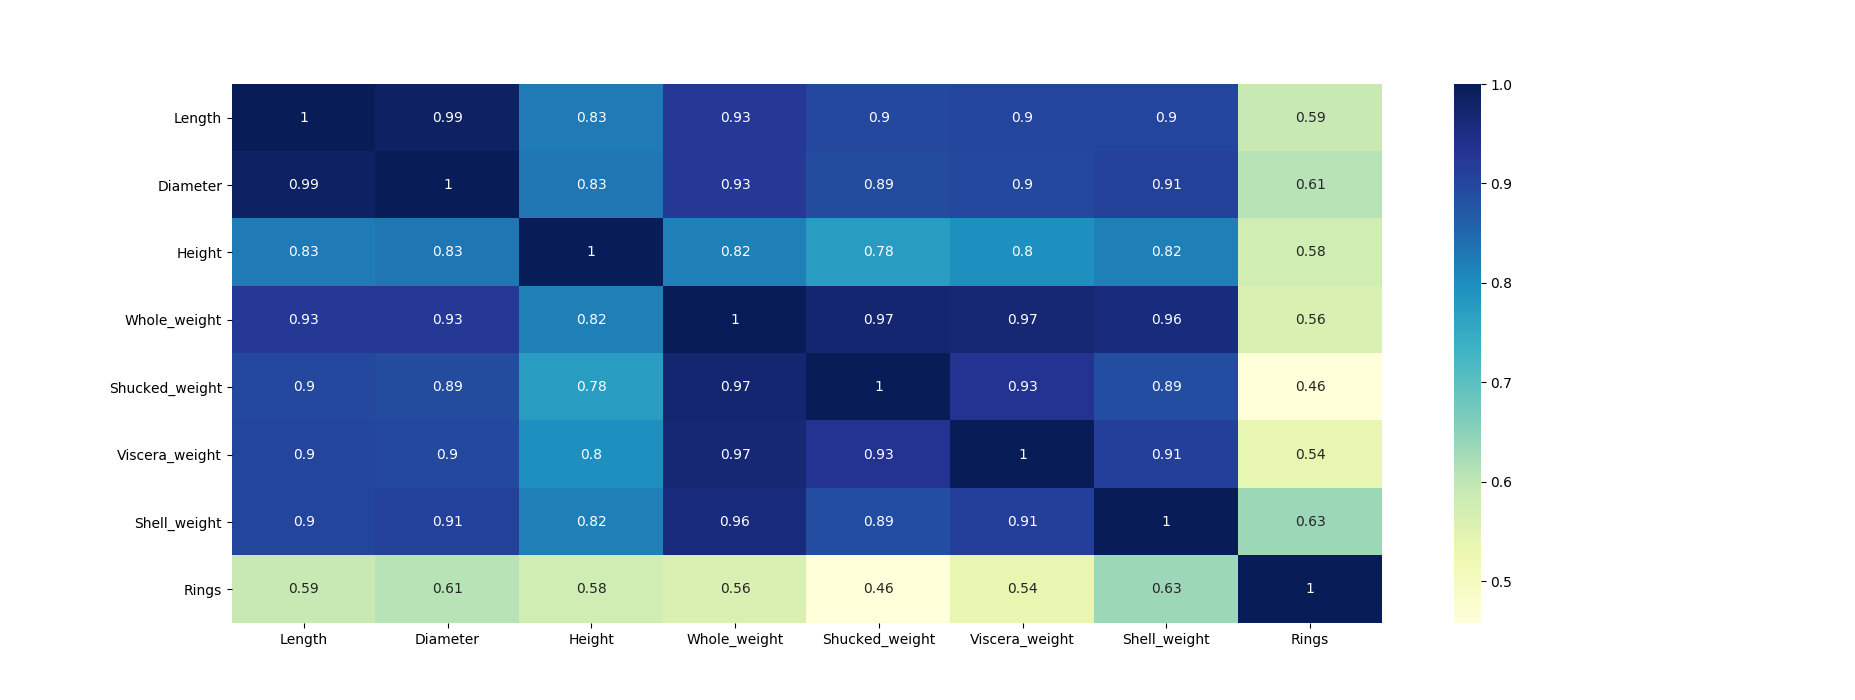 Length 1 0.99 0.83 0.93 0.9 0.9 0.9 0.59
Diameter 0.99 1 0.83 0.93 0.89 0.9 0.91 0.61
Height 0.83 0.83 1 0.82 0.78 0.8 0.82 0.58
Whole_weight 0.93 0.93 0.82 1 0.97 0.97 0.96 0.56
Shucked_weight 0.9 0.89 0.78 0.97 1 0.93 0.89 0.46
Viscera_weight 0.9 0.9 0.8 0.97 0.93 1 0.91 0.54
Shell_weight 0.9 0.91 0.82 0.96 0.89 0.91 1 0.63
Rings 0.59 0.61 0.58 0.56 0.46 0.54 0.63 1
Length Diameter Height Whole_weight Shucked_weight Viscera_weight Shell_weight Rings
1.0
0.9
0.8
0.7
0.6
0.5